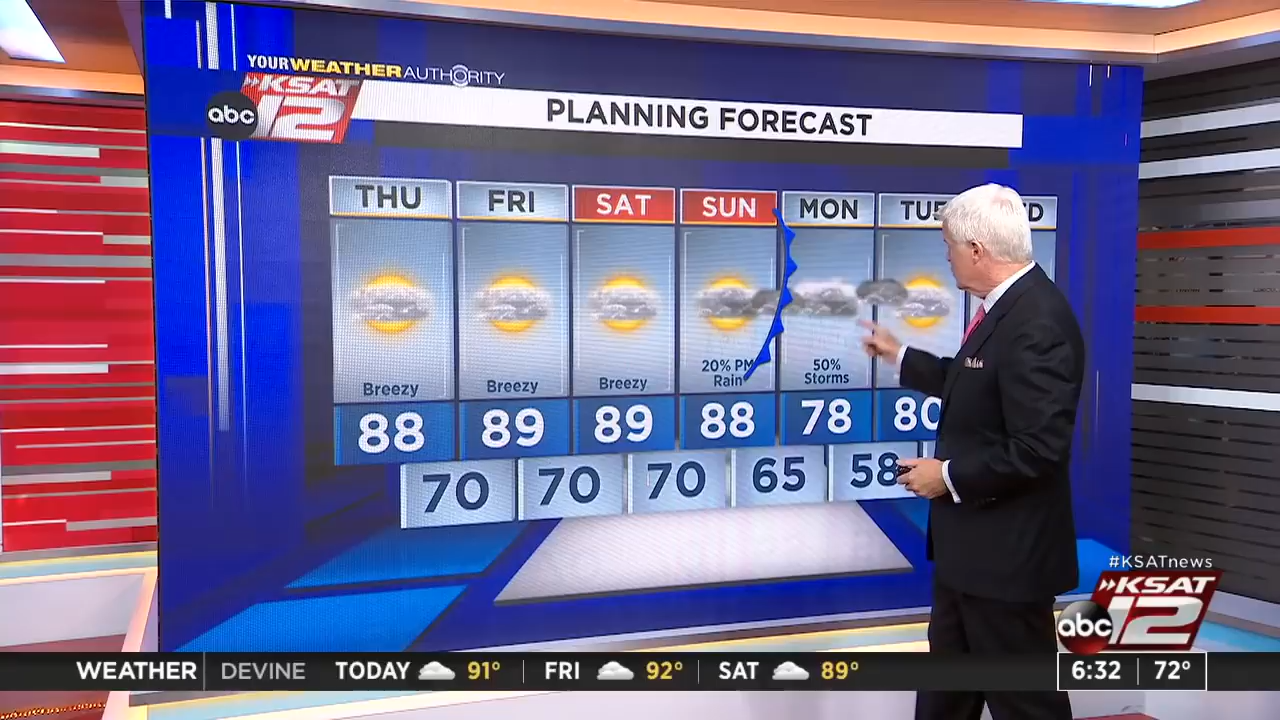 YOUR WEATHER AUTHORITY
KSAT
abc 12
PLANNING FORECAST
THU FRI SAT SUN MON TUE
Breezy Breezy Breezy 20% PM Rain 50% Storms
88 89 89 88 78 80
70 70 70 65 58
#KSATnews
KSAT
abc 12
WEATHER DEVINE TODAY 91° FRI 92° SAT 89° 6:32 72°